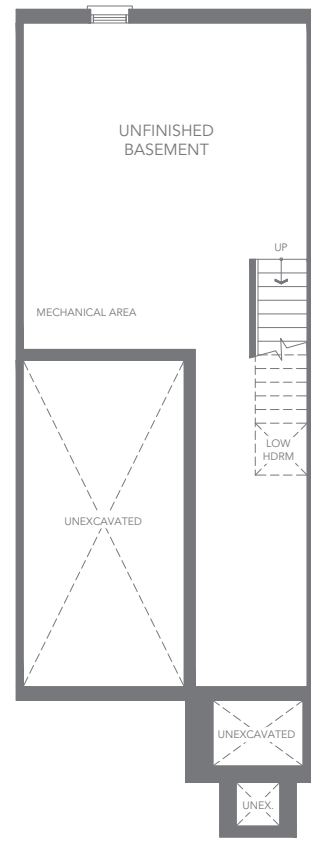 UNFINISHED
BASEMENT
UP
MECHANICAL AREA
LOW
HDRM
UNEXCAVATED
UNEXCAVATED
UNEX.